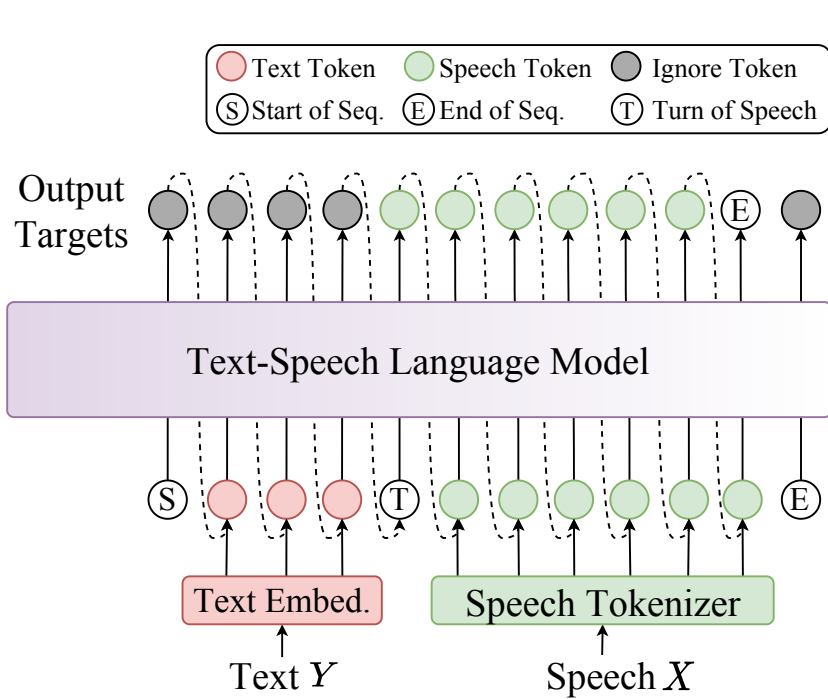 Text Token Speech Token Ignore Token
S Start of Seq. E End of Seq. T Turn of Speech
Output
Targets
E
Text-Speech Language Model
S T E
Text Embed. Speech Tokenizer
Text Y Speech X